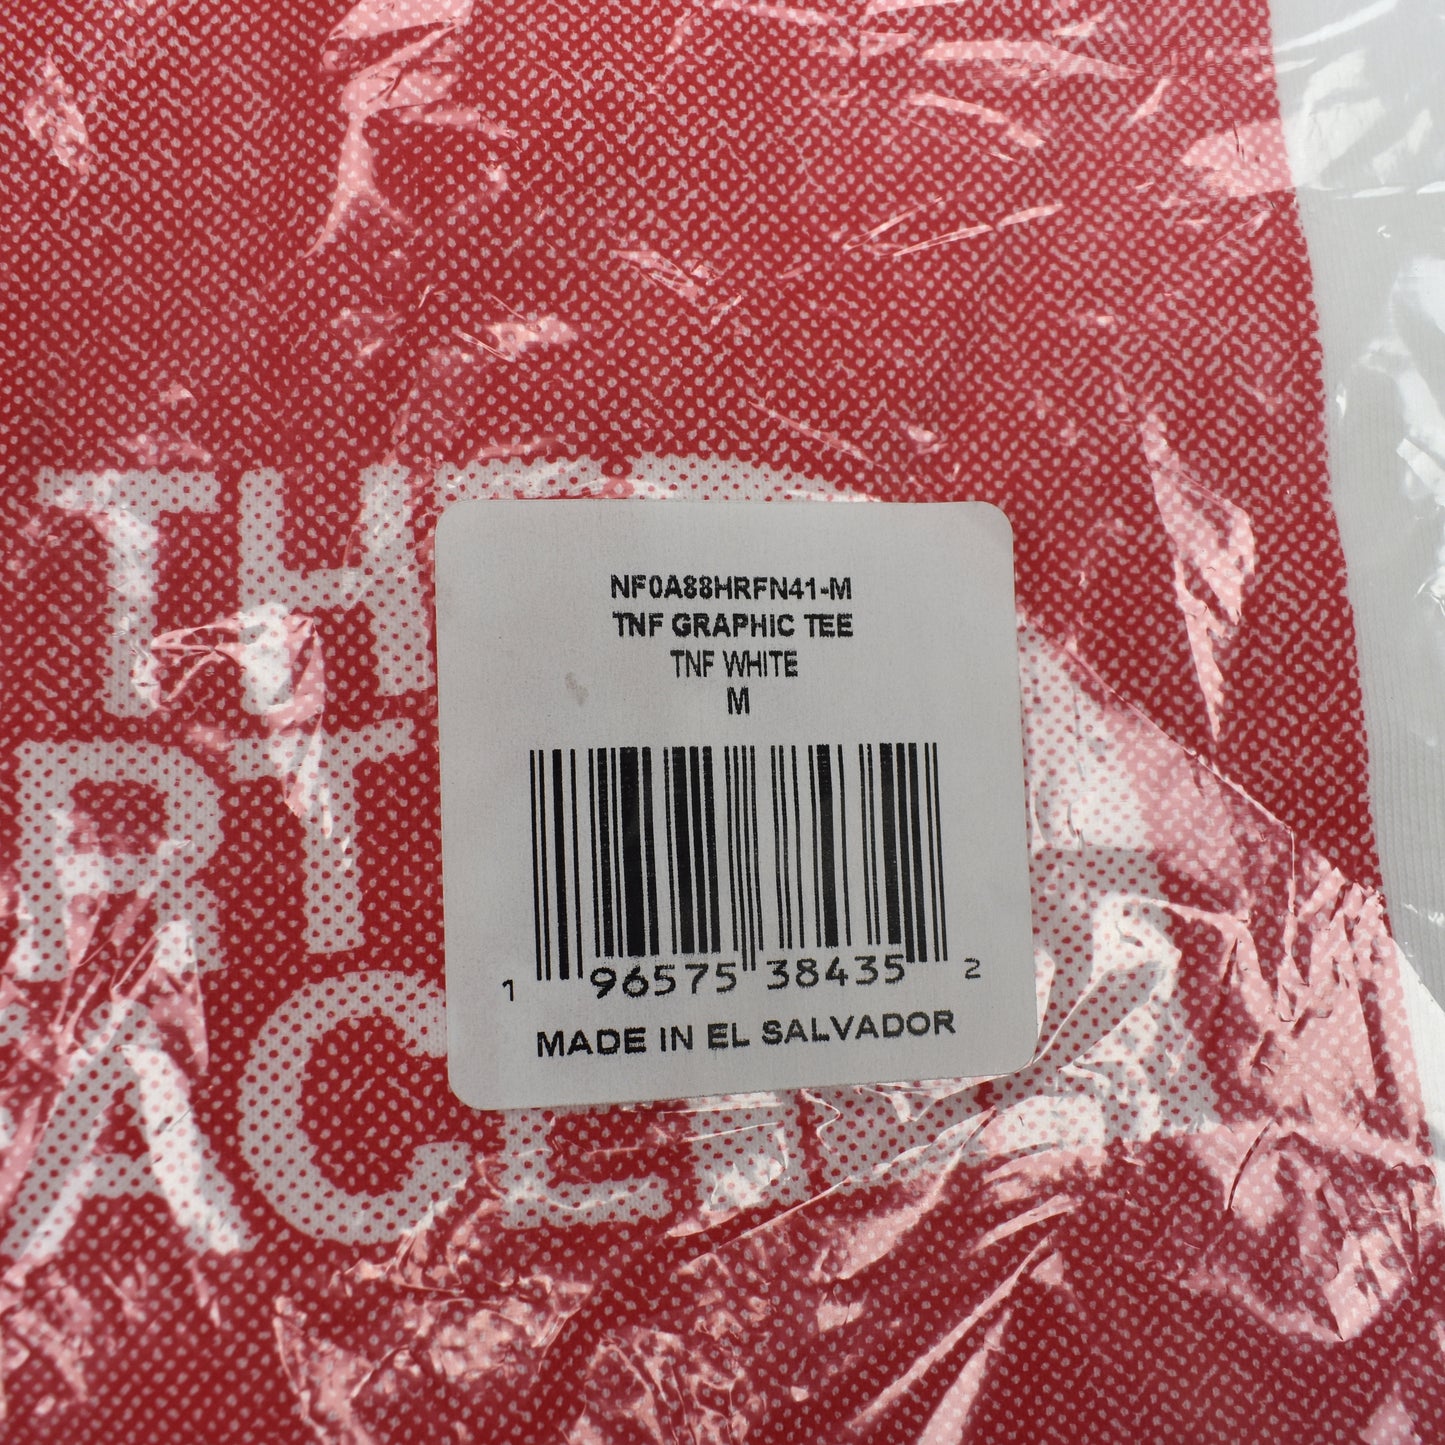 NF0A88HRFN41-M
TNF GRAPHIC TEE
TNF WHITE
M
1 96575 38435 2
MADE IN EL SALVADOR